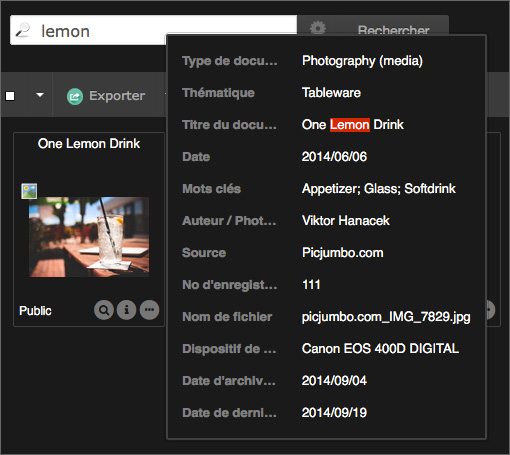 lemon
Rechercher
Exporter
One Lemon Drink
Public
Type de docu... Photography (media)
Thématique Tableware
Titre du docu... One Lemon Drink
Date 2014/06/06
Mots clés Appetizer; Glass; Softdrink
Auteur / Phot... Viktor Hanacek
Source Picjumbo.com
No d'enregist... 111
Nom de fichier picjumbo.com_IMG_7829.jpg
Dispositif de ... Canon EOS 400D DIGITAL
Date d'archiv... 2014/09/04
Date de derni... 2014/09/19